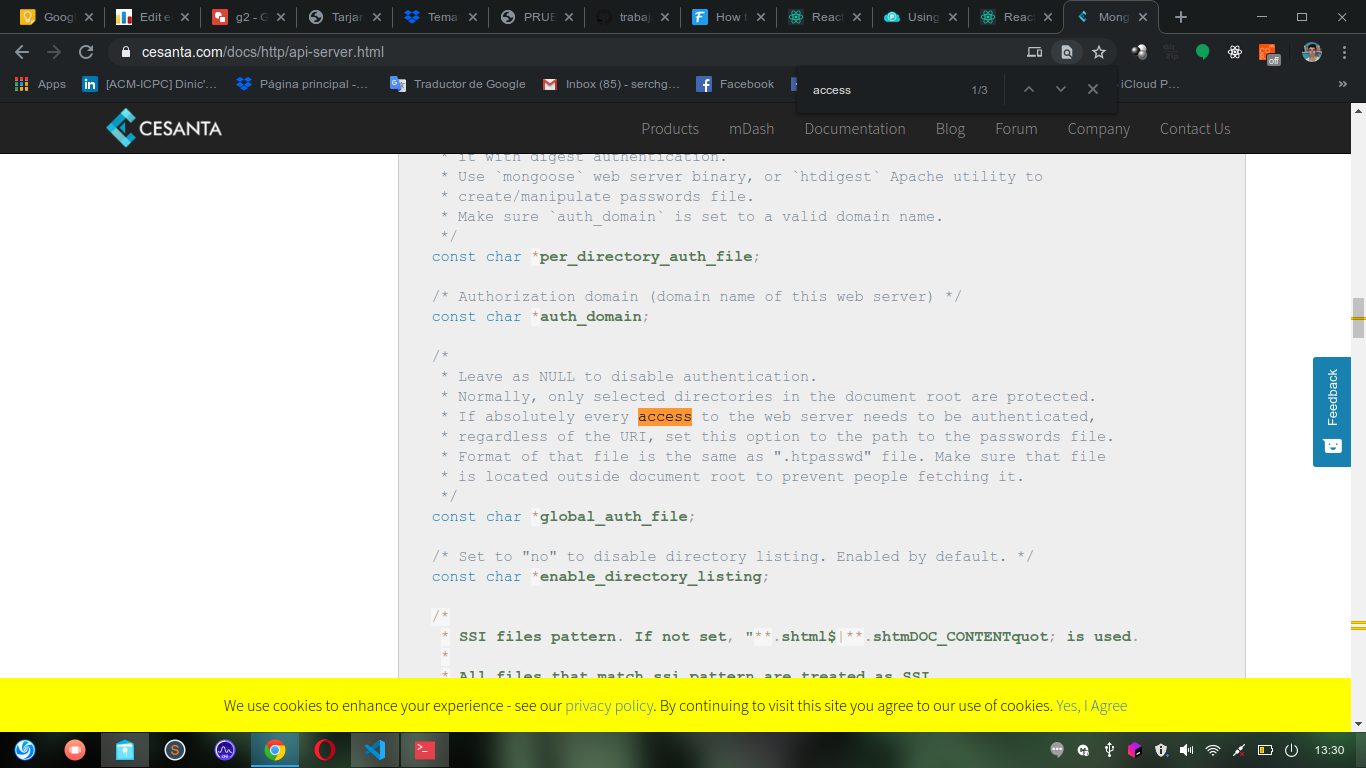 Googl
Edit e
g2 - G
Tarjar
Tema
PRUE
trabaj
How t
React
Using
React
Mong
cesanta.com/docs/http/api-server.html
Apps
[ACM-ICPC] Dinic'...
Página principal -...
Traductor de Google
Inbox (85) - serchg...
Facebook
iCloud P...
»
access
1/3
off
CESANTA
Products
mDash
Documentation
Blog
Forum
Company
Contact Us
* it with digest authentication.
* Use `mongoose` web server binary, or `htdigest` Apache utility to
* create/manipulate passwords file.
* Make sure `auth_domain` is set to a valid domain name.
*/
const char *per_directory_auth_file;
/* Authorization domain (domain name of this web server) */
const char *auth_domain;
/*
* Leave as NULL to disable authentication.
* Normally, only selected directories in the document root are protected.
* If absolutely every access to the web server needs to be authenticated,
* regardless of the URI, set this option to the path to the passwords file.
* Format of that file is the same as ".htpasswd" file. Make sure that file
* is located outside document root to prevent people fetching it.
*/
const char *global_auth_file;
/* Set to "no" to disable directory listing. Enabled by default. */
const char *enable_directory_listing;
/*
* SSI files pattern. If not set, "**.shtml$|**.shtmDOC_CONTENTquot; is used.
*
* All files that match ssi_pattern are treated as SSI.
Feedback
We use cookies to enhance your experience - see our privacy policy. By continuing to visit this site you agree to our use of cookies. Yes, I Agree
13:30